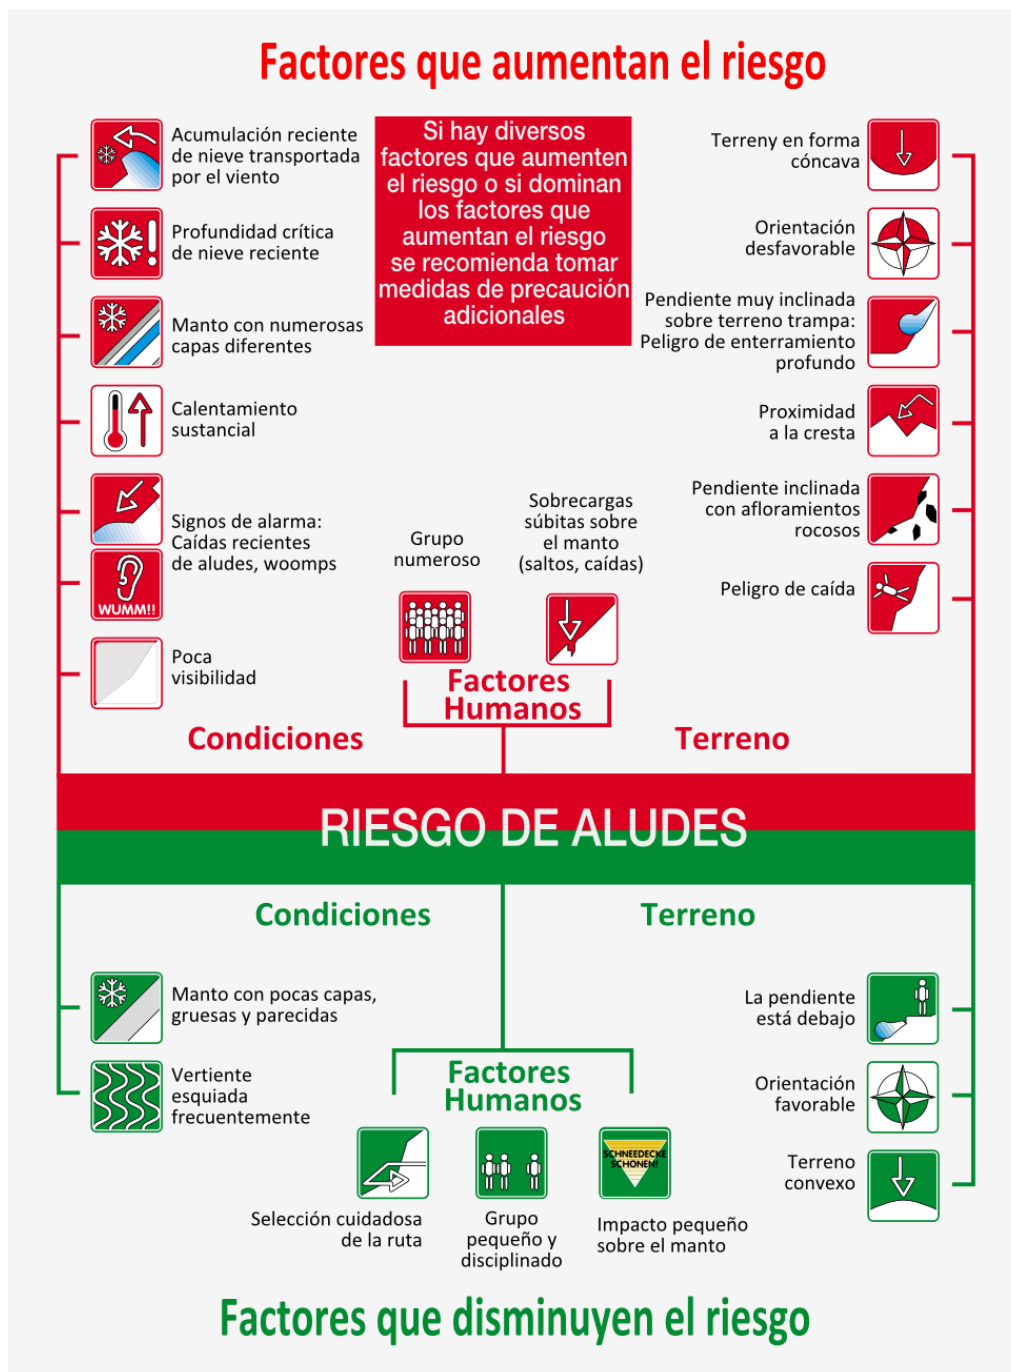 Factores que aumentan el riesgo
Acumulación reciente
de nieve transportada
por el viento
Profundidad crítica
de nieve reciente
Manto con numerosas
capas diferentes
Calentamiento
sustancial
Signos de alarma:
Caídas recientes
de aludes, woomps
WUMM!!
Poca
visibilidad
Condiciones
Si hay diversos
factores que aumenten
el riesgo o si dominan
los factores que
aumentan el riesgo
se recomienda tomar
medidas de precaución
adicionales
Grupo
numeroso
Sobrecargas
súbitas sobre
el manto
(saltos, caídas)
Factores
Humanos
Terreny en forma
cóncava
Orientación
desfavorable
Pendiente muy inclinada
sobre terreno trampa:
Peligro de enterramiento
profundo
Proximidad
a la cresta
Pendiente inclinada
con afloramientos
rocosos
Peligro de caída
Terreno
RIESGO DE ALUDES
Condiciones
Manto con pocas capas,
gruesas y parecidas
Vertiente
esquiada
frecuentemente
Factores
Humanos
SCHNEEDECKE
SCHONEN!
Selección cuidadosa
de la ruta
Grupo
pequeño y
disciplinado
Impacto pequeño
sobre el manto
Terreno
La pendiente
está debajo
Orientación
favorable
Terreno
convexo
Factores que disminuyen el riesgo